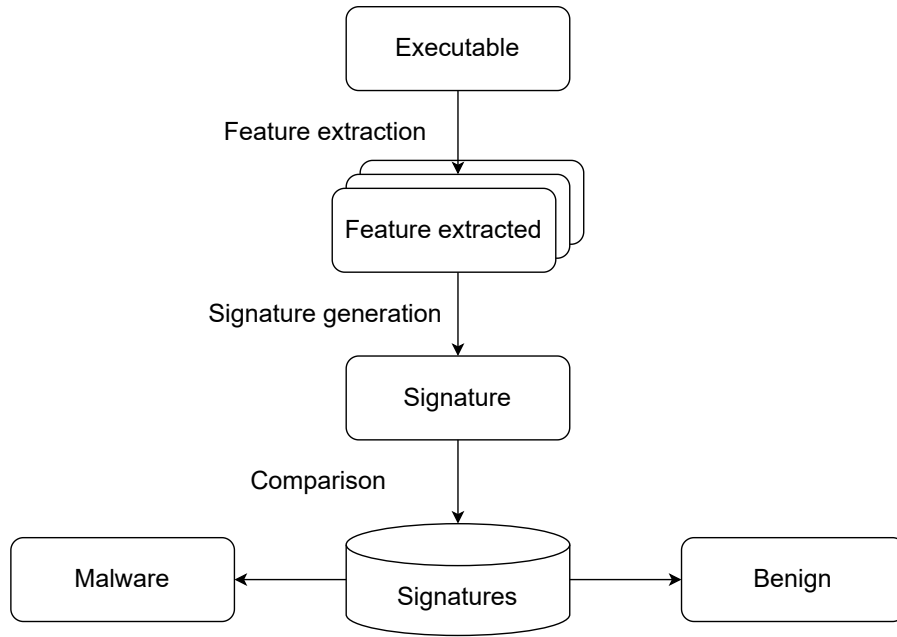 Executable
Feature extraction
Feature extracted
Signature generation
Signature
Comparison
Malware
Signatures
Benign